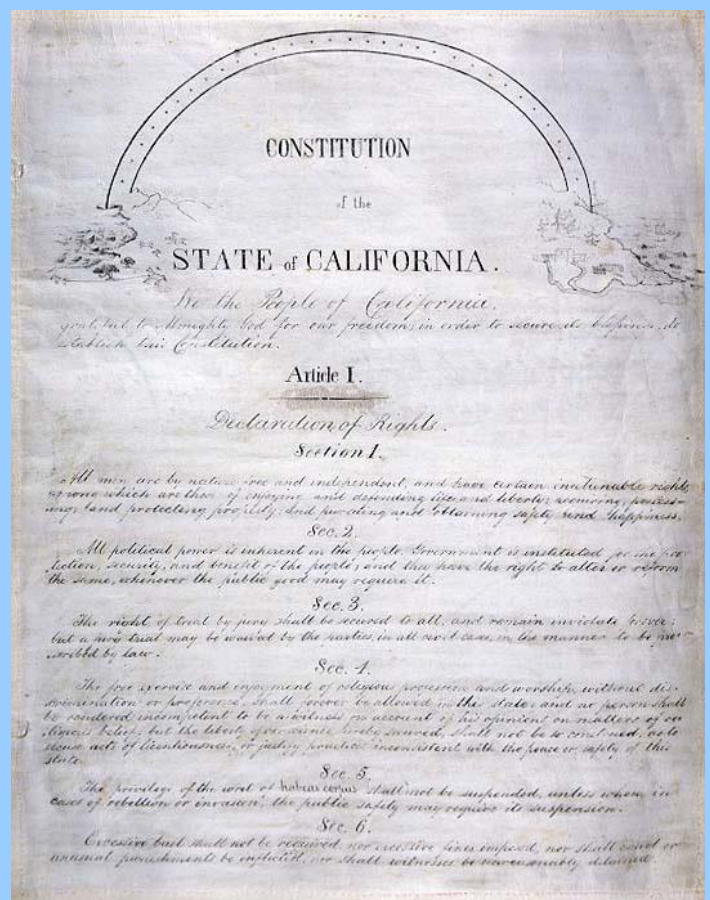 CONSTITUTION
of the
STATE of CALIFORNIA.
We the People of California,
grateful to Almighty God for our freedom: in order to secure its blessings, do
establish this Constitution.
Article I.
Declaration of Rights.
Section 1.
All men are by nature free and independent, and have certain inalienable rights,
among which are those of enjoying and defending life and liberty; acquiring, possess-
ing, and protecting property: and pursuing and obtaining safety and happiness.
Sec. 2.
All political power is inherent in the people. Government is instituted for the pro-
tection, security, and benefit of the people; and they have the right to alter or reform
the same, whenever the public good may require it.
Sec. 3.
The right of trial by jury shall be secured to all, and remain inviolate forever;
but a jury trial may be waived by the parties, in all civil cases, in the manner to be pre-
scribed by law.
Sec. 4.
The free exercise and enjoyment of religious profession and worship, without dis-
crimination or preference, shall forever be allowed in this state: and no person shall
be rendered incompetent to be a witness on account of his opinions on matters of re-
ligious belief; but the liberty of conscience hereby secured, shall not be so construed, as to
excuse acts of licentiousness, or justify practices inconsistent with the peace or safety of this
state.
Sec. 5.
The privilege of the writ of habeas corpus shall not be suspended, unless when, in
cases of rebellion or invasion, the public safety may require its suspension.
Sec. 6.
Excessive bail shall not be required nor excessive fines imposed, nor shall cruel or
unusual punishments be inflicted, nor shall witnesses be unreasonably detained.